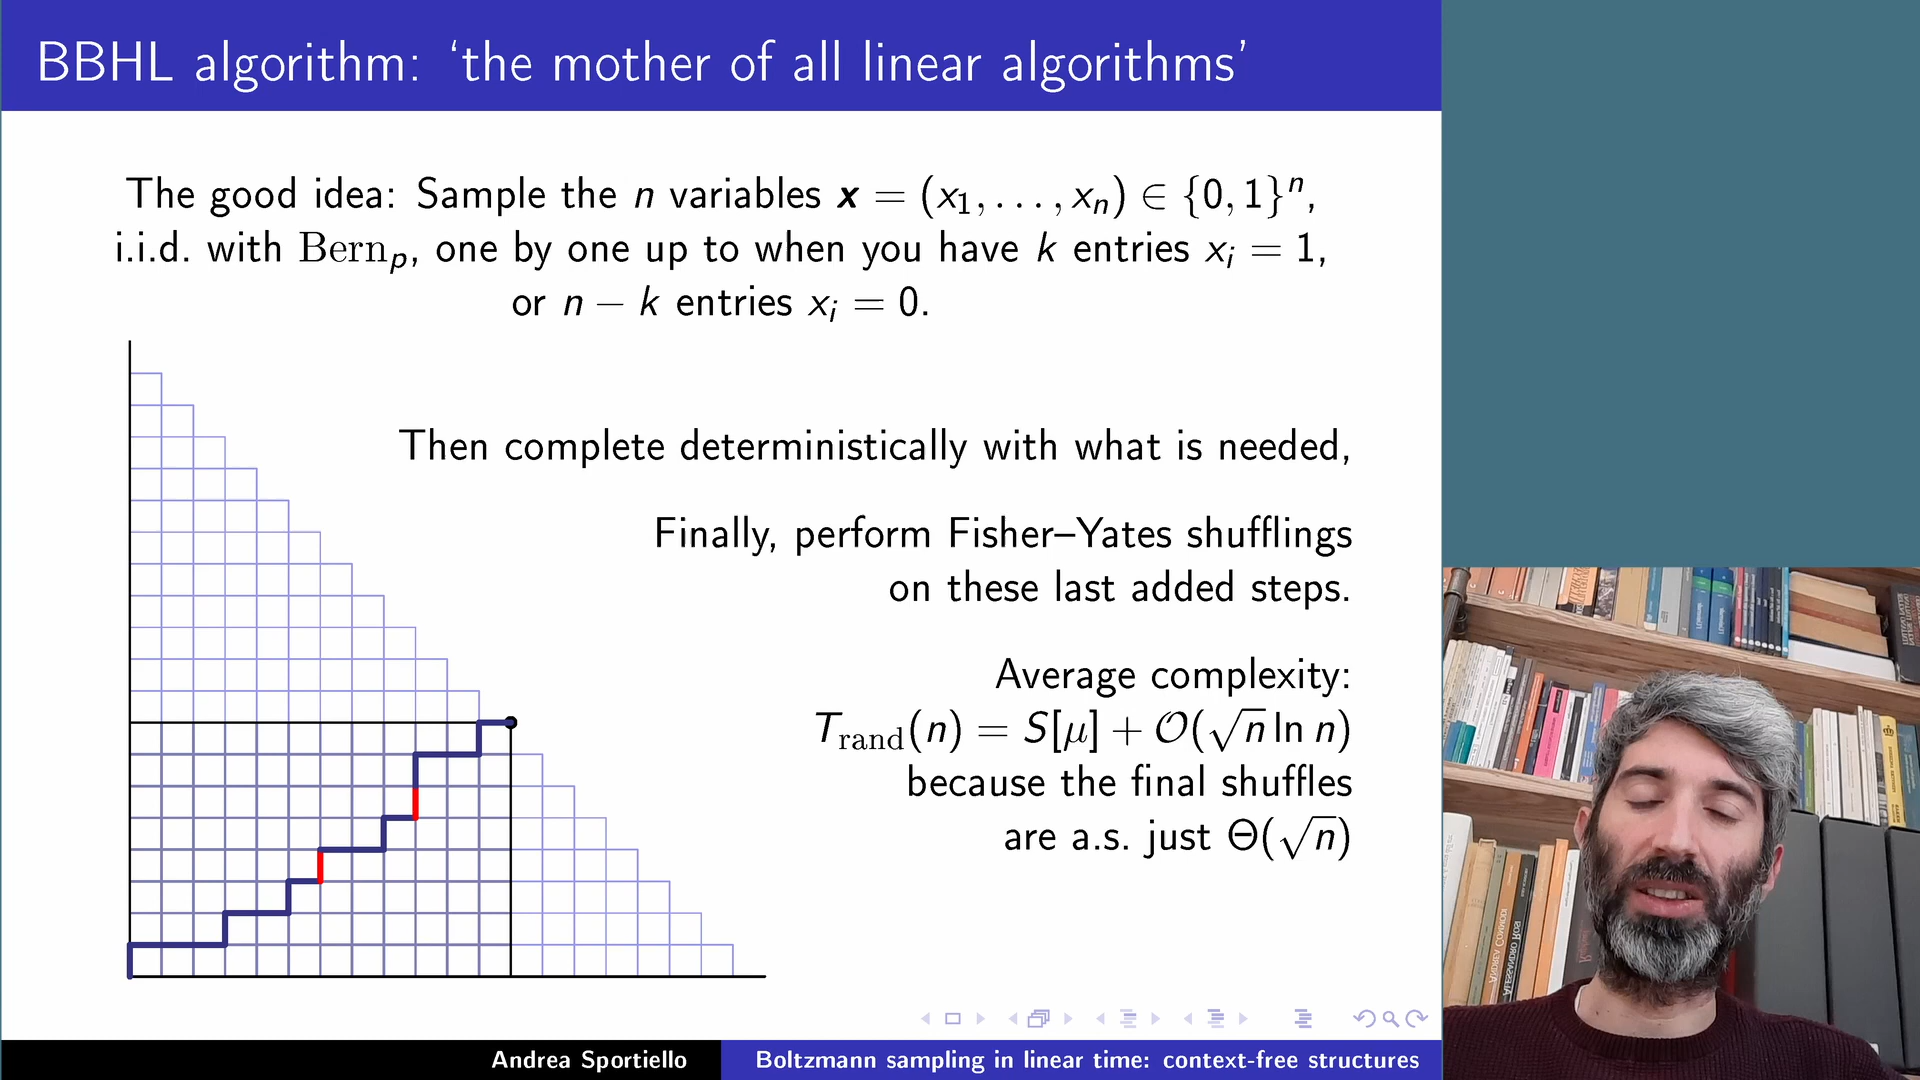 BBHL algorithm: ‘the mother of all linear algorithms’
The good idea: Sample the n variables x = (x₁, . . . , xₙ) ∈ {0, 1}ⁿ,
i.i.d. with Bernₚ, one by one up to when you have k entries xᵢ = 1,
or n − k entries xᵢ = 0.
Then complete deterministically with what is needed,
Finally, perform Fisher–Yates shufflings
on these last added steps.
Average complexity:
T_rand(n) = S[μ] + 𝒪(√n ln n)
because the final shuffles
are a.s. just Θ(√n)
Andrea Sportiello
Boltzmann sampling in linear time: context-free structures